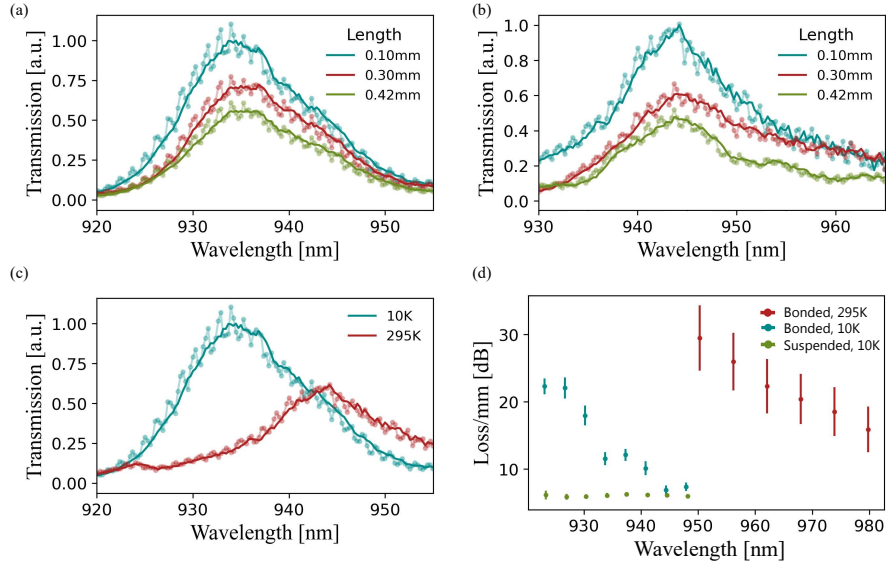 (a)
Transmission [a.u.]
1.00
0.75
0.50
0.25
0.00
920
930
940
950
Wavelength [nm]
Length
0.10mm
0.30mm
0.42mm
(b)
Transmission [a.u.]
1.0
0.8
0.6
0.4
0.2
0.0
930
940
950
960
Wavelength [nm]
Length
0.10mm
0.30mm
0.42mm
(c)
Transmission [a.u.]
1.00
0.75
0.50
0.25
0.00
920
930
940
950
Wavelength [nm]
10K
295K
(d)
Loss/mm [dB]
30
20
10
930
940
950
960
970
980
Wavelength [nm]
Bonded, 295K
Bonded, 10K
Suspended, 10K